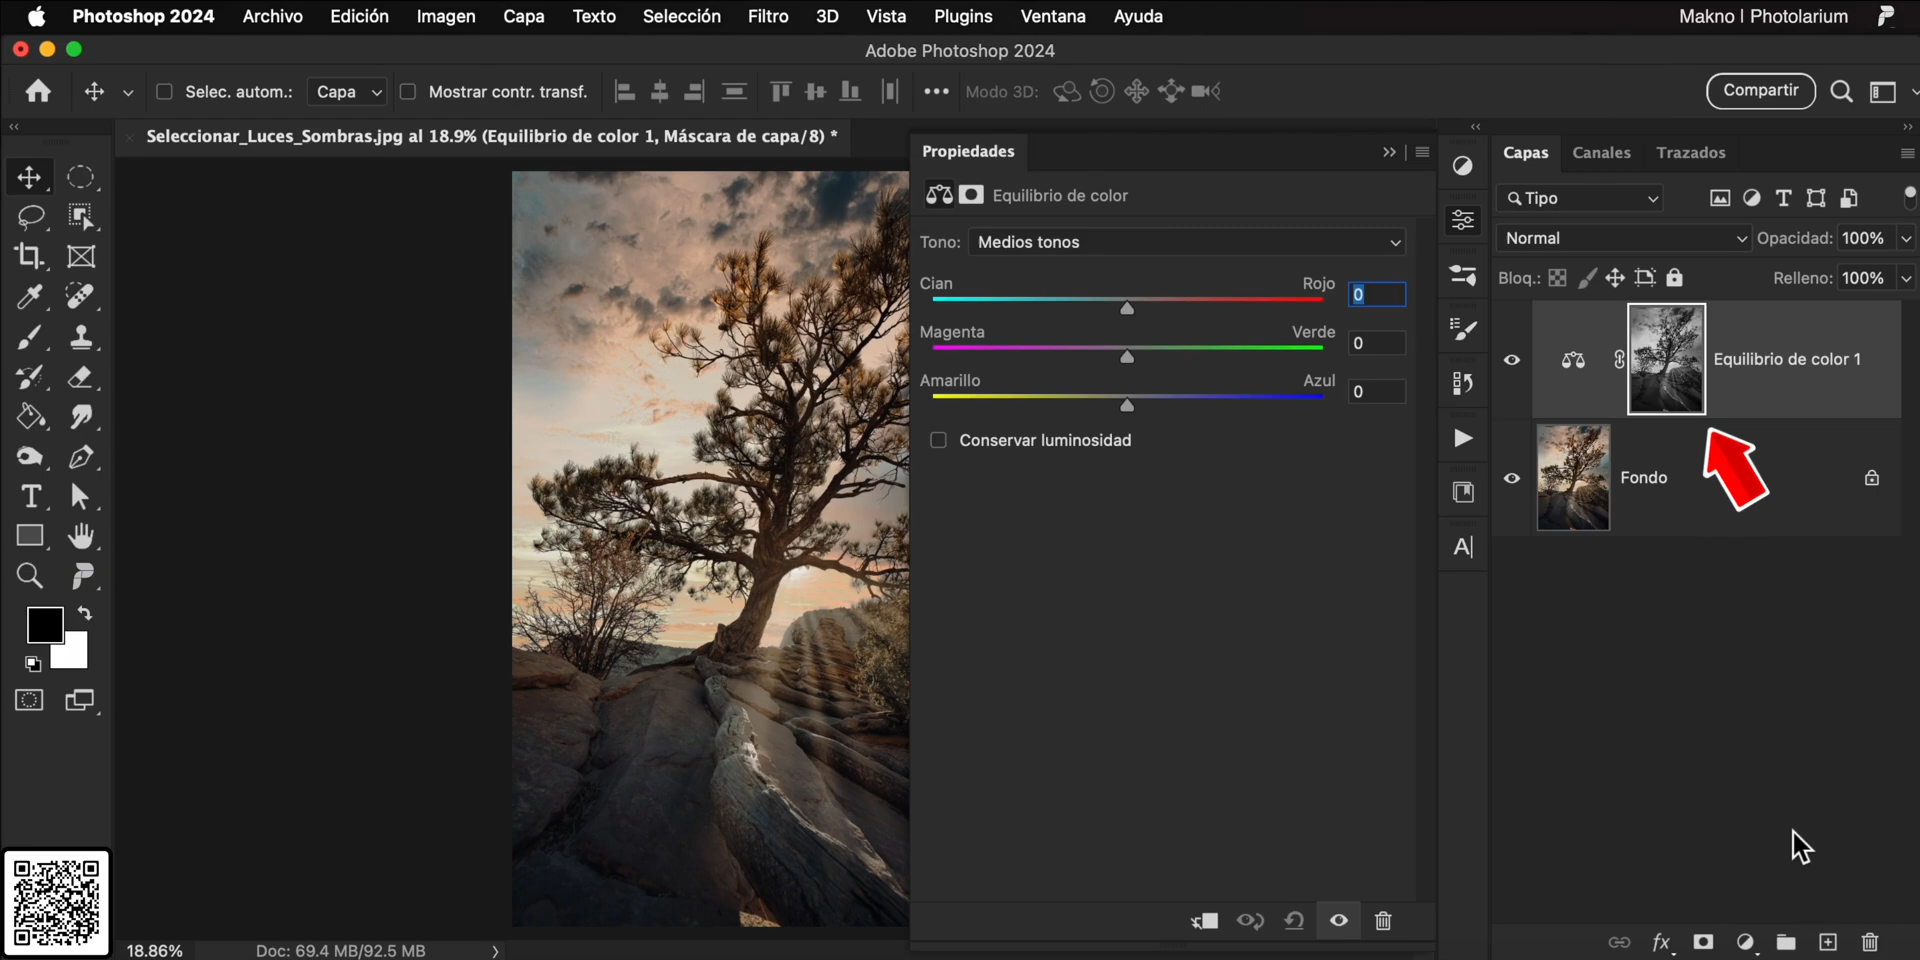 Photoshop 2024 Archivo Edición Imagen Capa Texto Selección Filtro 3D Vista Plugins Ventana Ayuda Makno | Photolarium
Adobe Photoshop 2024
Selec. autom.: Capa Mostrar contr. transf. Modo 3D: Compartir
Seleccionar_Luces_Sombras.jpg al 18.9% (Equilibrio de color 1, Máscara de capa/8) *
Propiedades
Equilibrio de color
Tono: Medios tonos
Cian Rojo 0
Magenta Verde 0
Amarillo Azul 0
Conservar luminosidad
Capas Canales Trazados
Tipo
Normal Opacidad: 100%
Bloq.: Relleno: 100%
Equilibrio de color 1
Fondo
18.86% Doc: 69.4 MB/92.5 MB